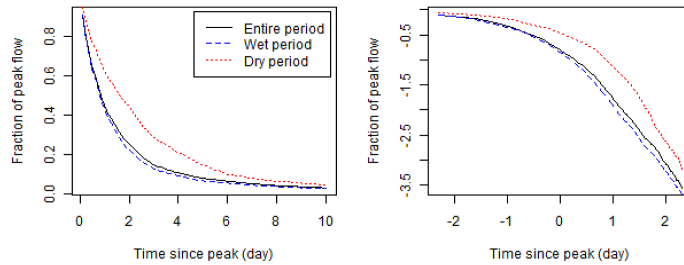 Fraction of peak flow
0.0 0.2 0.4 0.6 0.8
Entire period
Wet period
Dry period
0 2 4 6 8 10
Time since peak (day)
Fraction of peak flow
-3.5 -2.5 -1.5 -0.5
-2 -1 0 1 2
Time since peak (day)